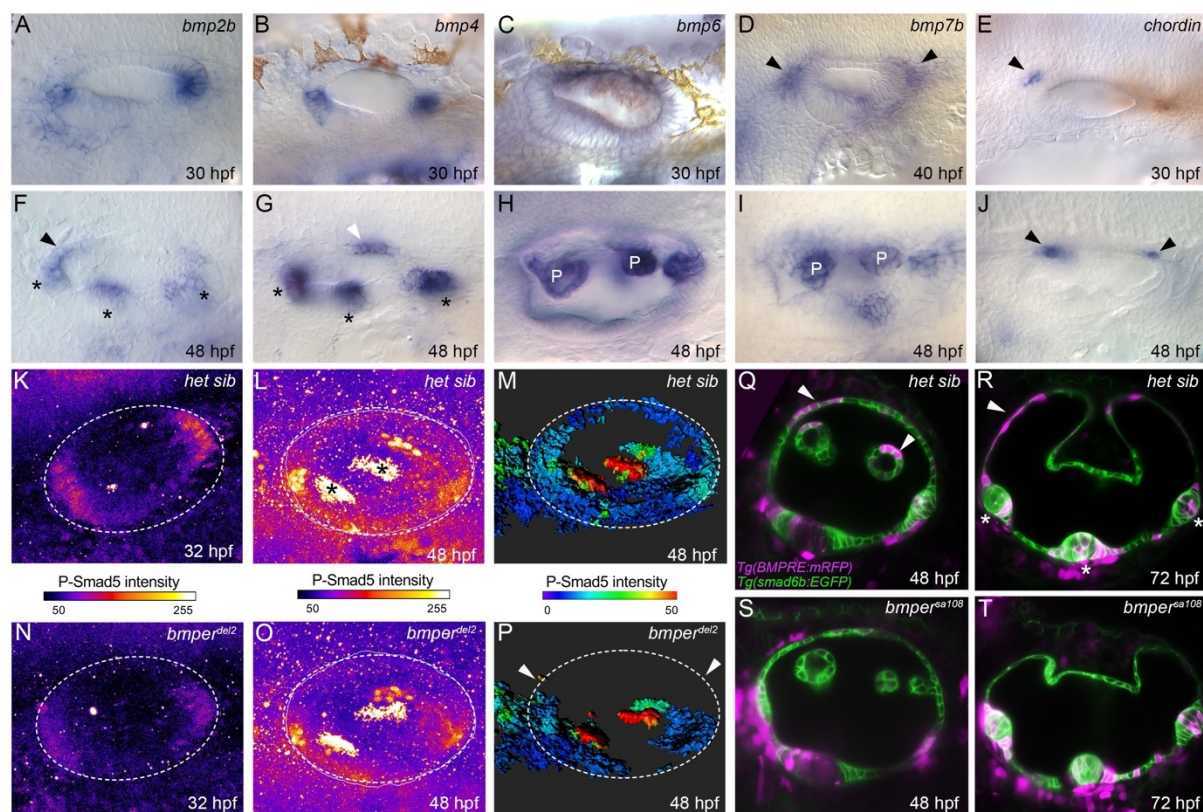 A bmp2b
B bmp4
C bmp6
D bmp7b
E chordin
30 hpf
30 hpf
30 hpf
40 hpf
30 hpf
F
G
H
I
J
*
*
*
*
*
*
P
P
P
P
48 hpf
48 hpf
48 hpf
48 hpf
48 hpf
K het sib
L het sib
M het sib
Q het sib
R het sib
*
*
*
*
*
32 hpf
48 hpf
48 hpf
Tg(BMPRE:mRFP)
Tg(smad6b:EGFP)
48 hpf
72 hpf
P-Smad5 intensity
50 255
P-Smad5 intensity
50 255
P-Smad5 intensity
0 50
N bmper^del2
O bmper^del2
P bmper^del2
S bmper^sa108
T bmper^sa108
32 hpf
48 hpf
48 hpf
48 hpf
72 hpf